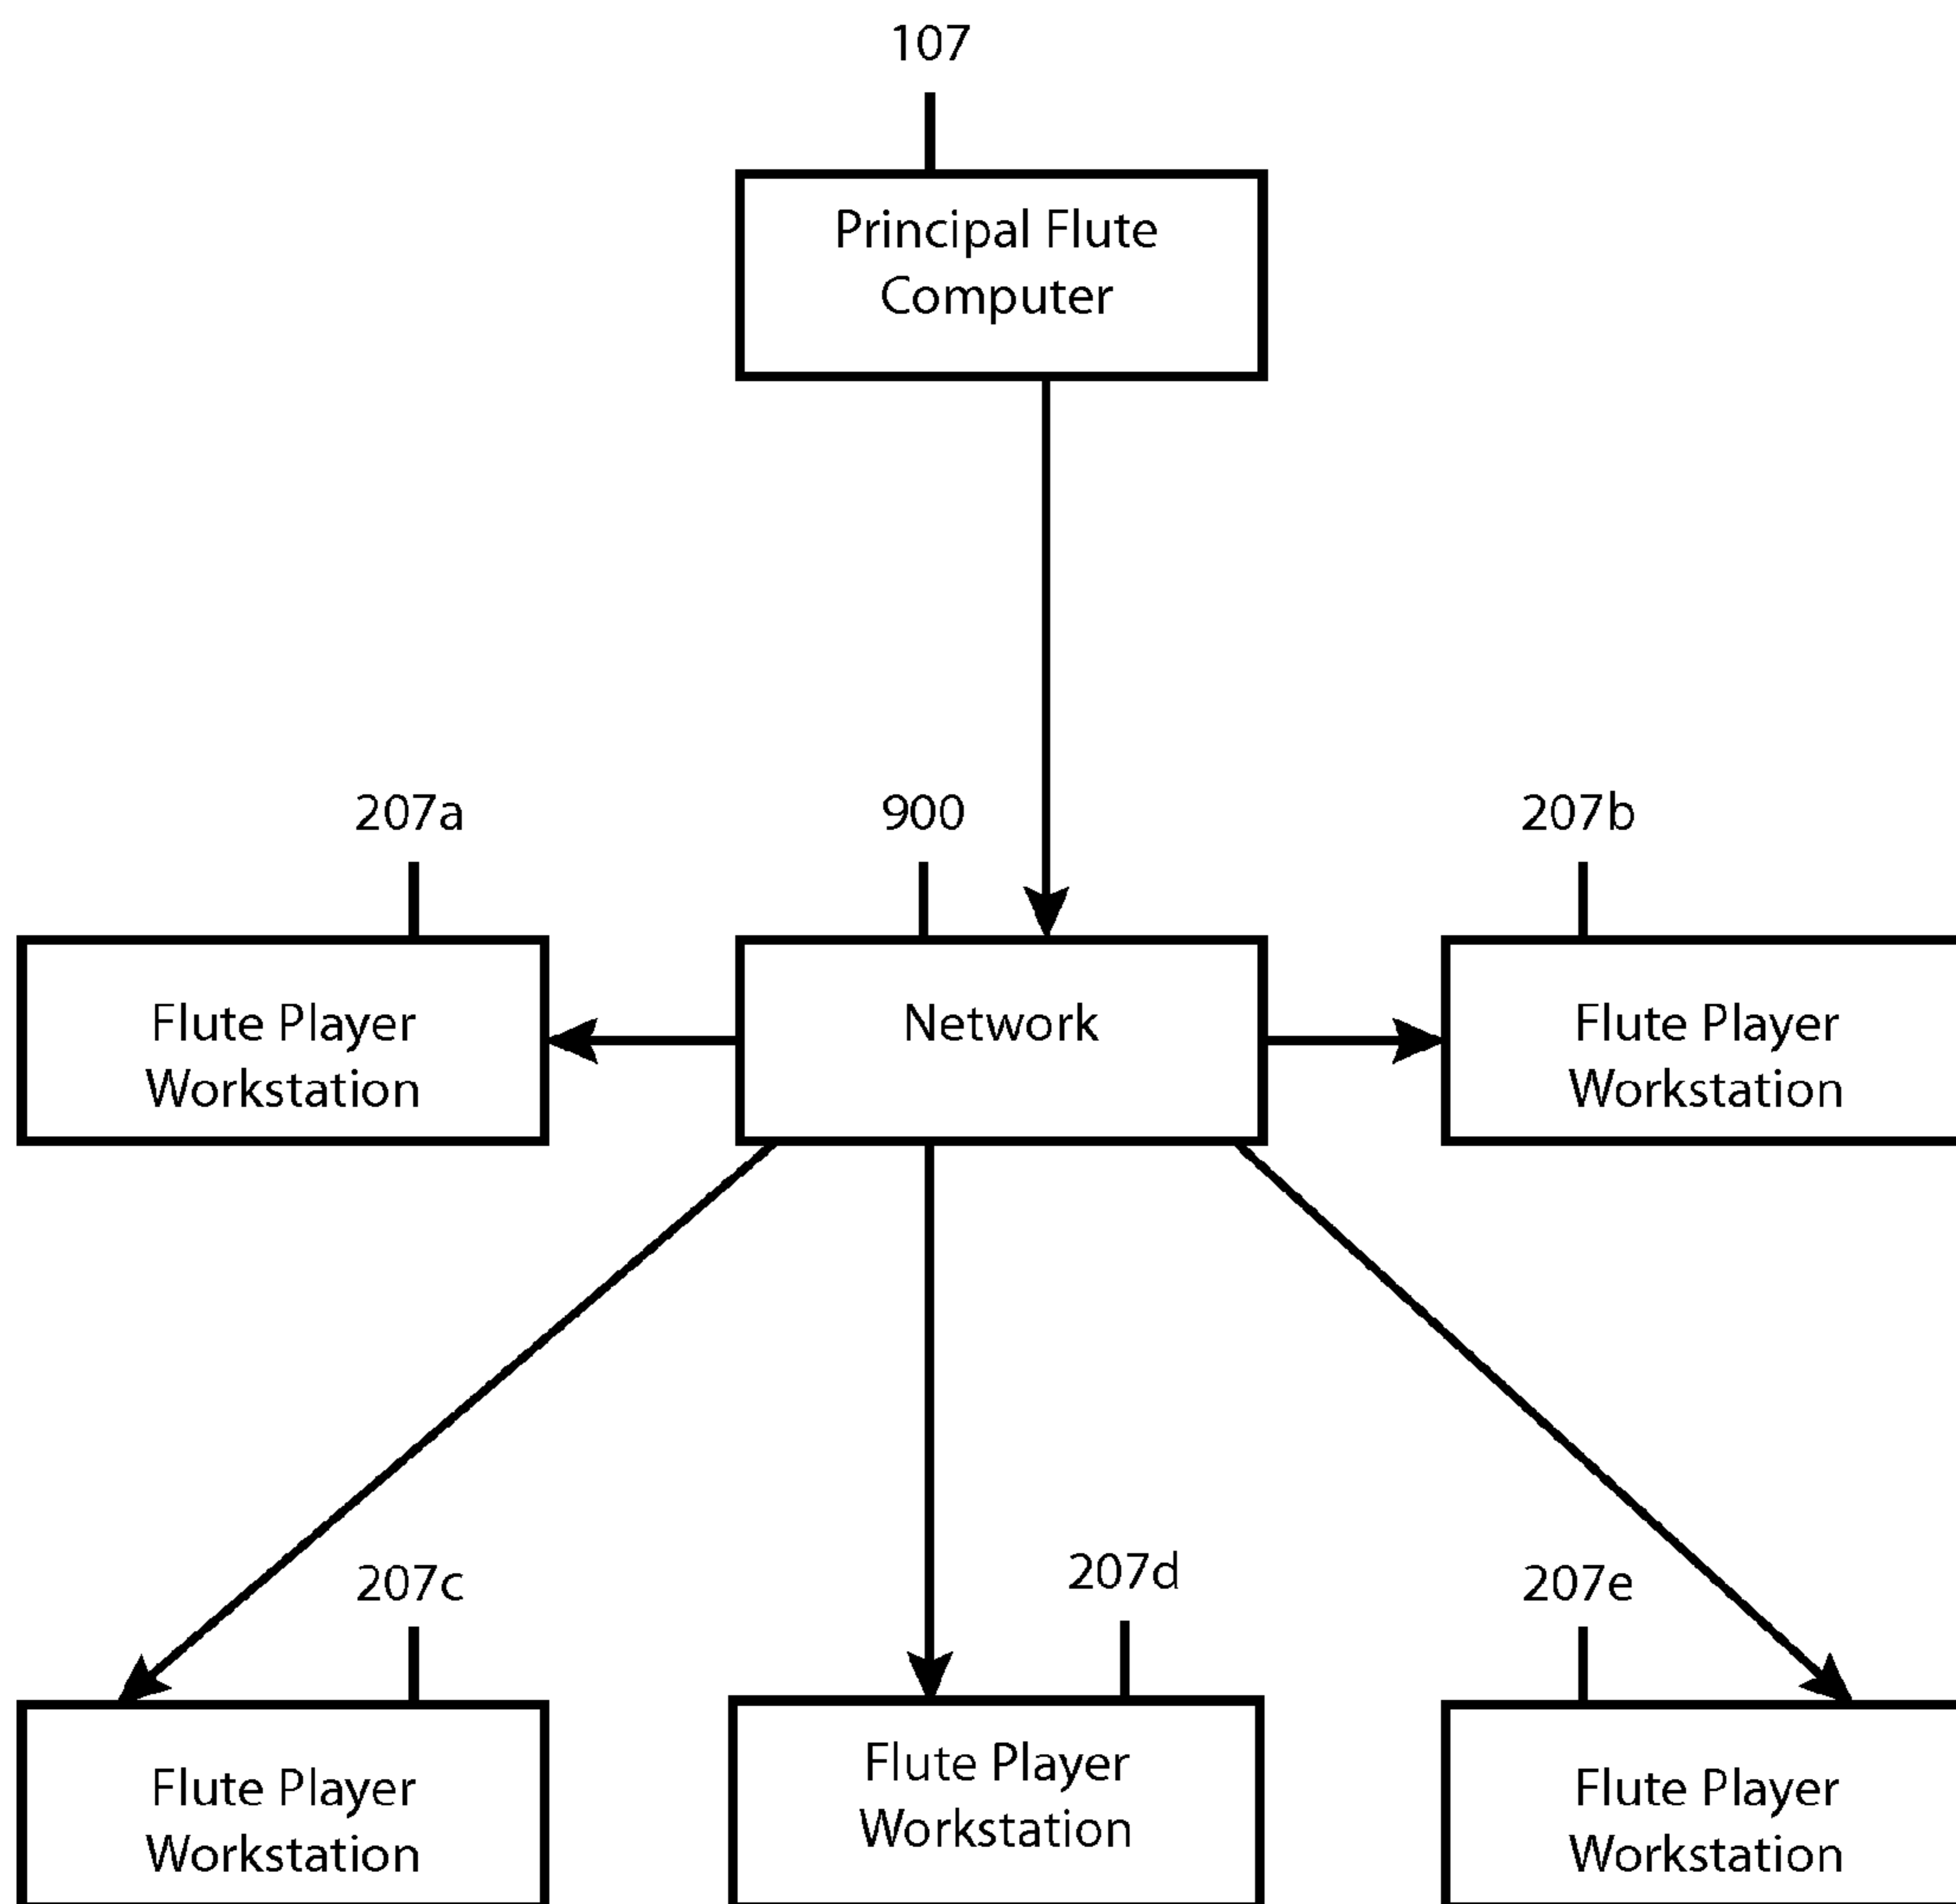 107
Principal Flute
Computer
207a
900
207b
Flute Player
Workstation
Network
Flute Player
Workstation
207c
207d
207e
Flute Player
Workstation
Flute Player
Workstation
Flute Player
Workstation